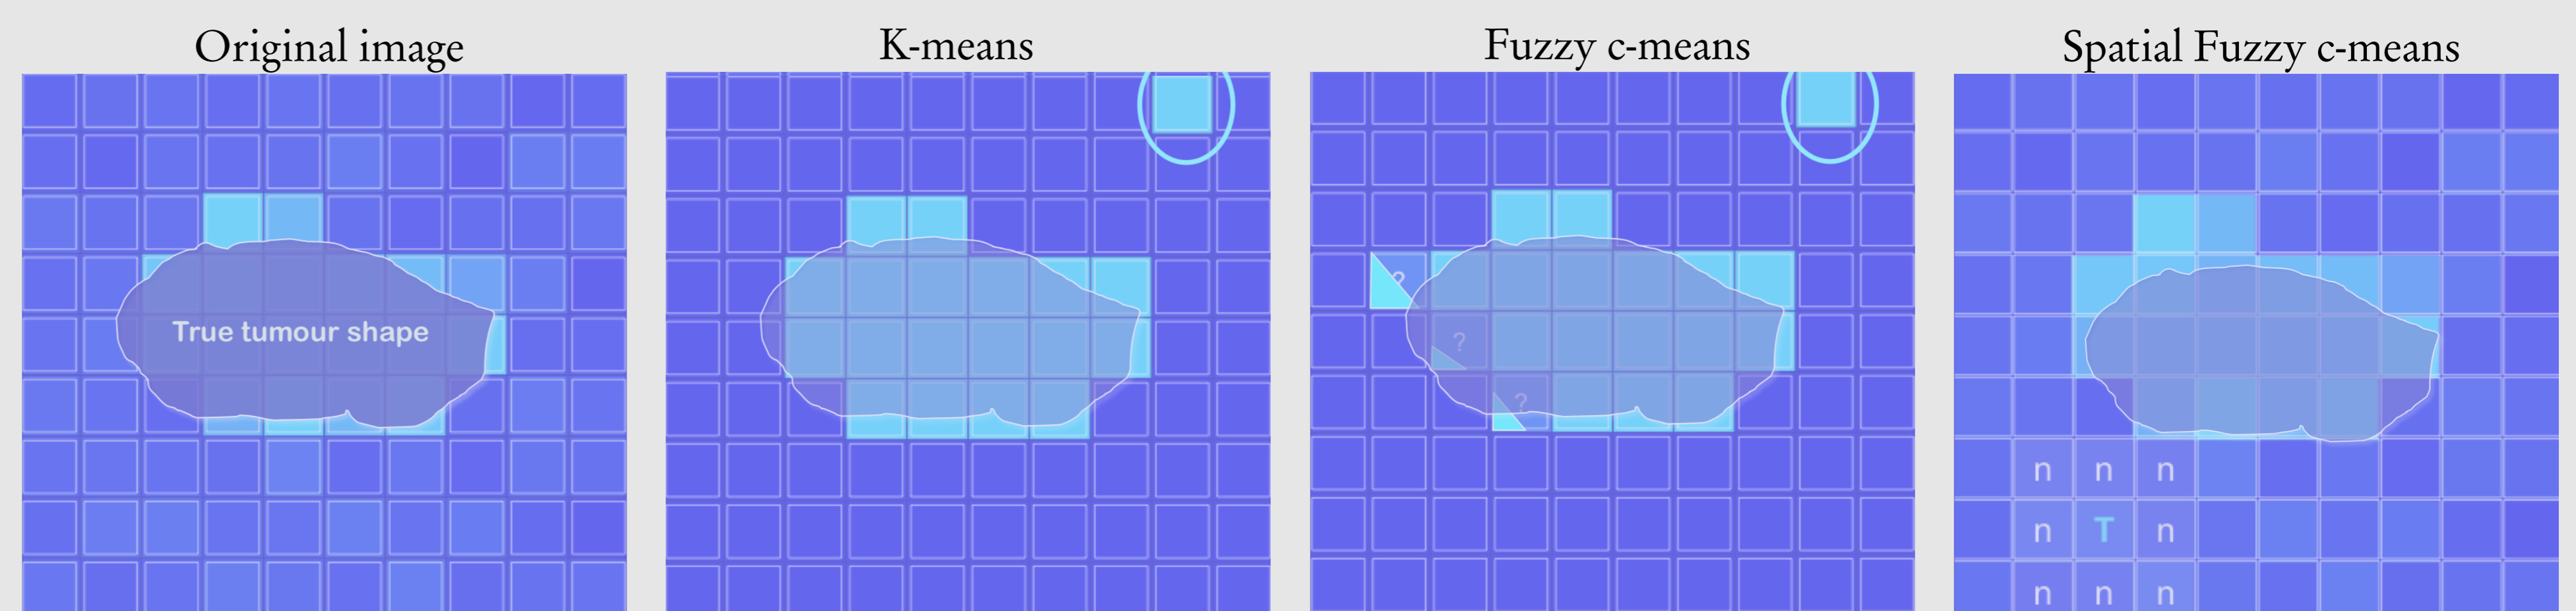 Original image
K-means
Fuzzy c-means
Spatial Fuzzy c-means
True tumour shape
?
?
?
n n n
n T n
n n n